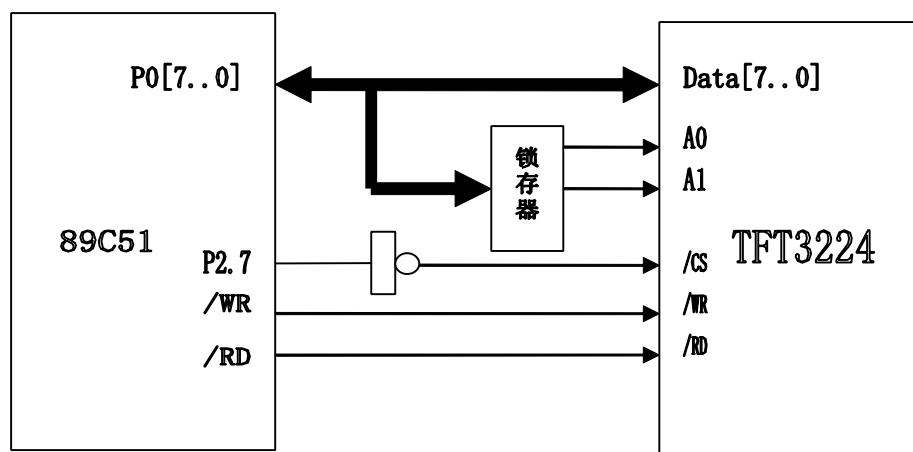 P0[7..0]
Data[7..0]
锁存器
A0
A1
89C51
TFT3224
P2.7
/CS
/WR
/WR
/RD
/RD